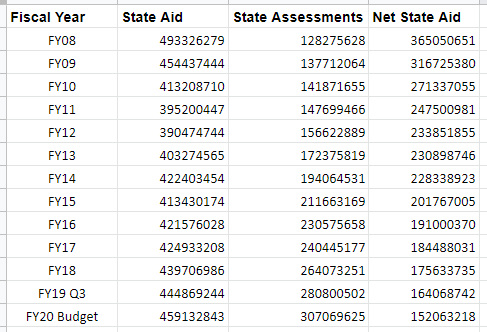 Fiscal Year State Aid State Assessments Net State Aid
FY08 493326279 128275628 365050651
FY09 454437444 137712064 316725380
FY10 413208710 141871655 271337055
FY11 395200447 147699466 247500981
FY12 390474744 156622889 233851855
FY13 403274565 172375819 230898746
FY14 422403454 194064531 228338923
FY15 413430174 211663169 201767005
FY16 421576028 230575658 191000370
FY17 424933208 240445177 184488031
FY18 439706986 264073251 175633735
FY19 Q3 444869244 280800502 164068742
FY20 Budget 459132843 307069625 152063218